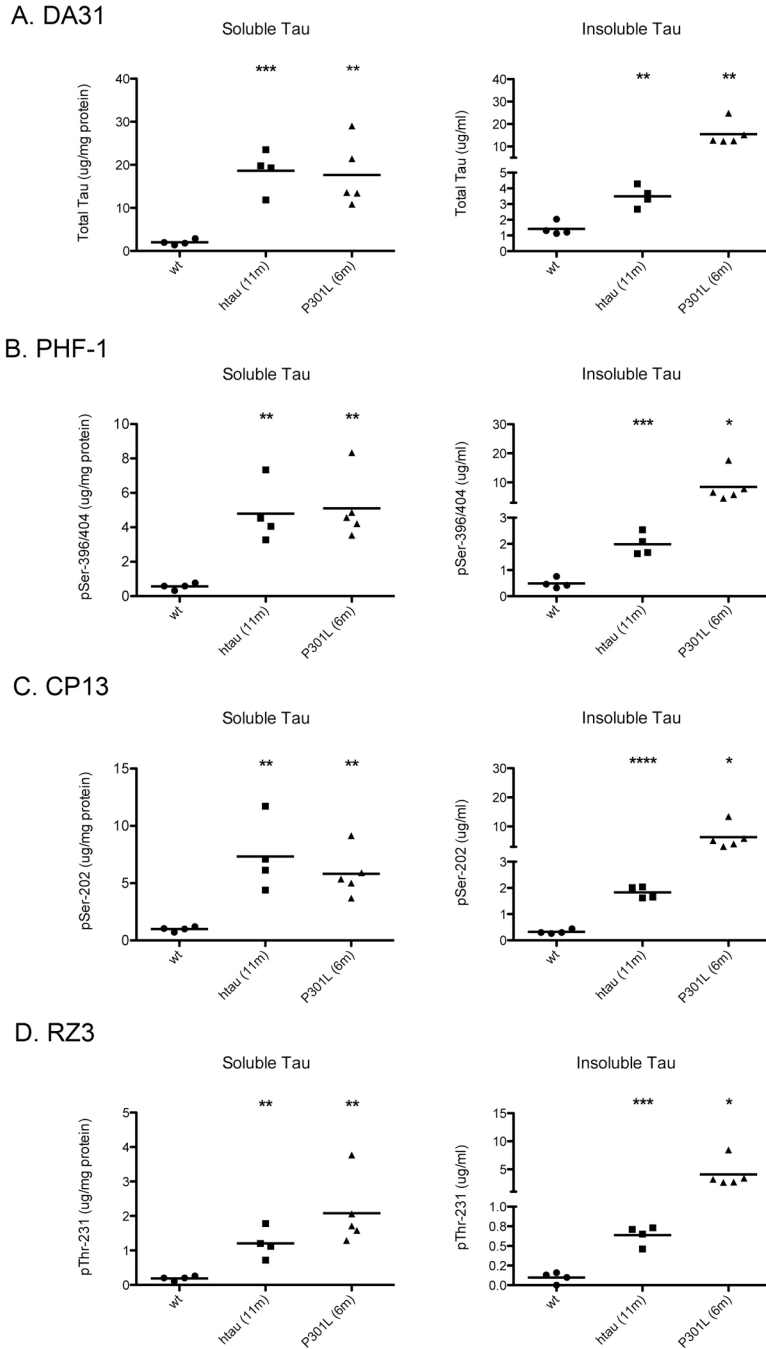 A. DA31
Soluble Tau
Total Tau (ug/mg protein)
40
30
20
10
0
***
**
wt
htau (11m)
P301L (6m)
Insoluble Tau
Total Tau (ug/ml)
40
30
20
10
5
4
3
2
1
0
**
**
wt
htau (11m)
P301L (6m)
B. PHF-1
Soluble Tau
pSer-396/404 (ug/mg protein)
10
8
6
4
2
0
**
**
wt
htau (11m)
P301L (6m)
Insoluble Tau
pSer-396/404 (ug/ml)
30
20
10
3
2
1
0
***
*
wt
htau (11m)
P301L (6m)
C. CP13
Soluble Tau
pSer-202 (ug/mg protein)
15
10
5
0
**
**
wt
htau (11m)
P301L (6m)
Insoluble Tau
pSer-202 (ug/ml)
30
20
10
3
2
1
0
****
*
wt
htau (11m)
P301L (6m)
D. RZ3
Soluble Tau
pThr-231 (ug/mg protein)
5
4
3
2
1
0
**
**
wt
htau (11m)
P301L (6m)
Insoluble Tau
pThr-231 (ug/ml)
15
10
5
1.0
0.8
0.5
0.2
0.0
***
*
wt
htau (11m)
P301L (6m)